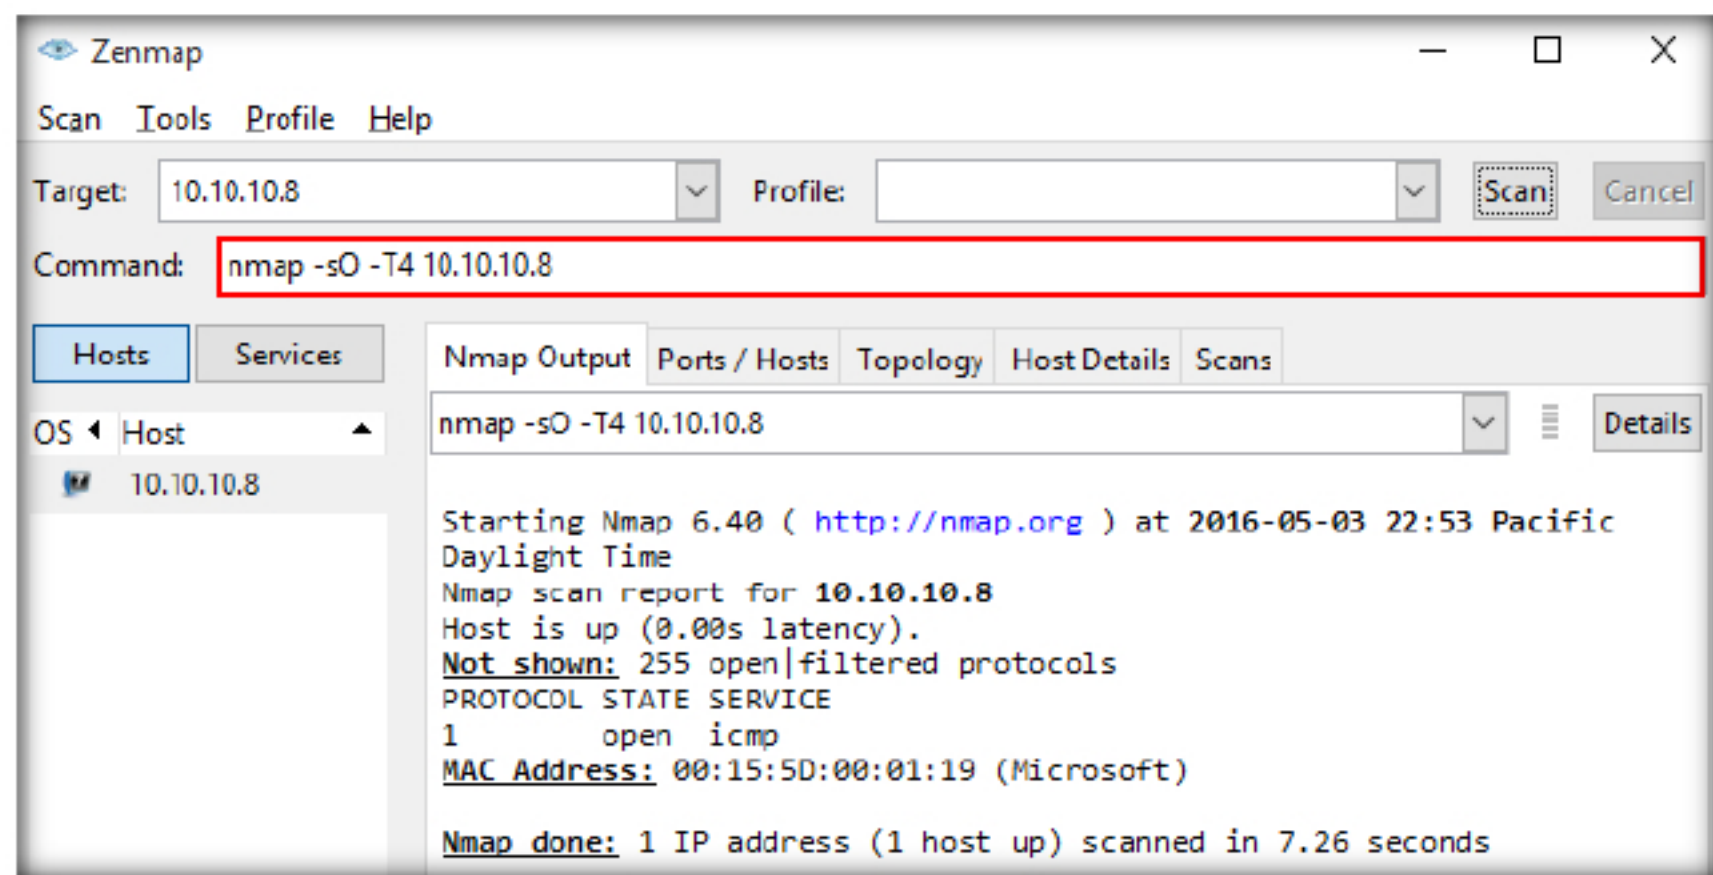 Zenmap
Scan Tools Profile Help
Target: 10.10.10.8 Profile: Scan Cancel
Command: nmap -sO -T4 10.10.10.8
Hosts Services
Nmap Output Ports / Hosts Topology Host Details Scans
OS Host
nmap -sO -T4 10.10.10.8 Details
10.10.10.8
Starting Nmap 6.40 ( http://nmap.org ) at 2016-05-03 22:53 Pacific
Daylight Time
Nmap scan report for 10.10.10.8
Host is up (0.00s latency).
Not shown: 255 open|filtered protocols
PROTOCOL STATE SERVICE
1 open icmp
MAC Address: 00:15:5D:00:01:19 (Microsoft)
Nmap done: 1 IP address (1 host up) scanned in 7.26 seconds